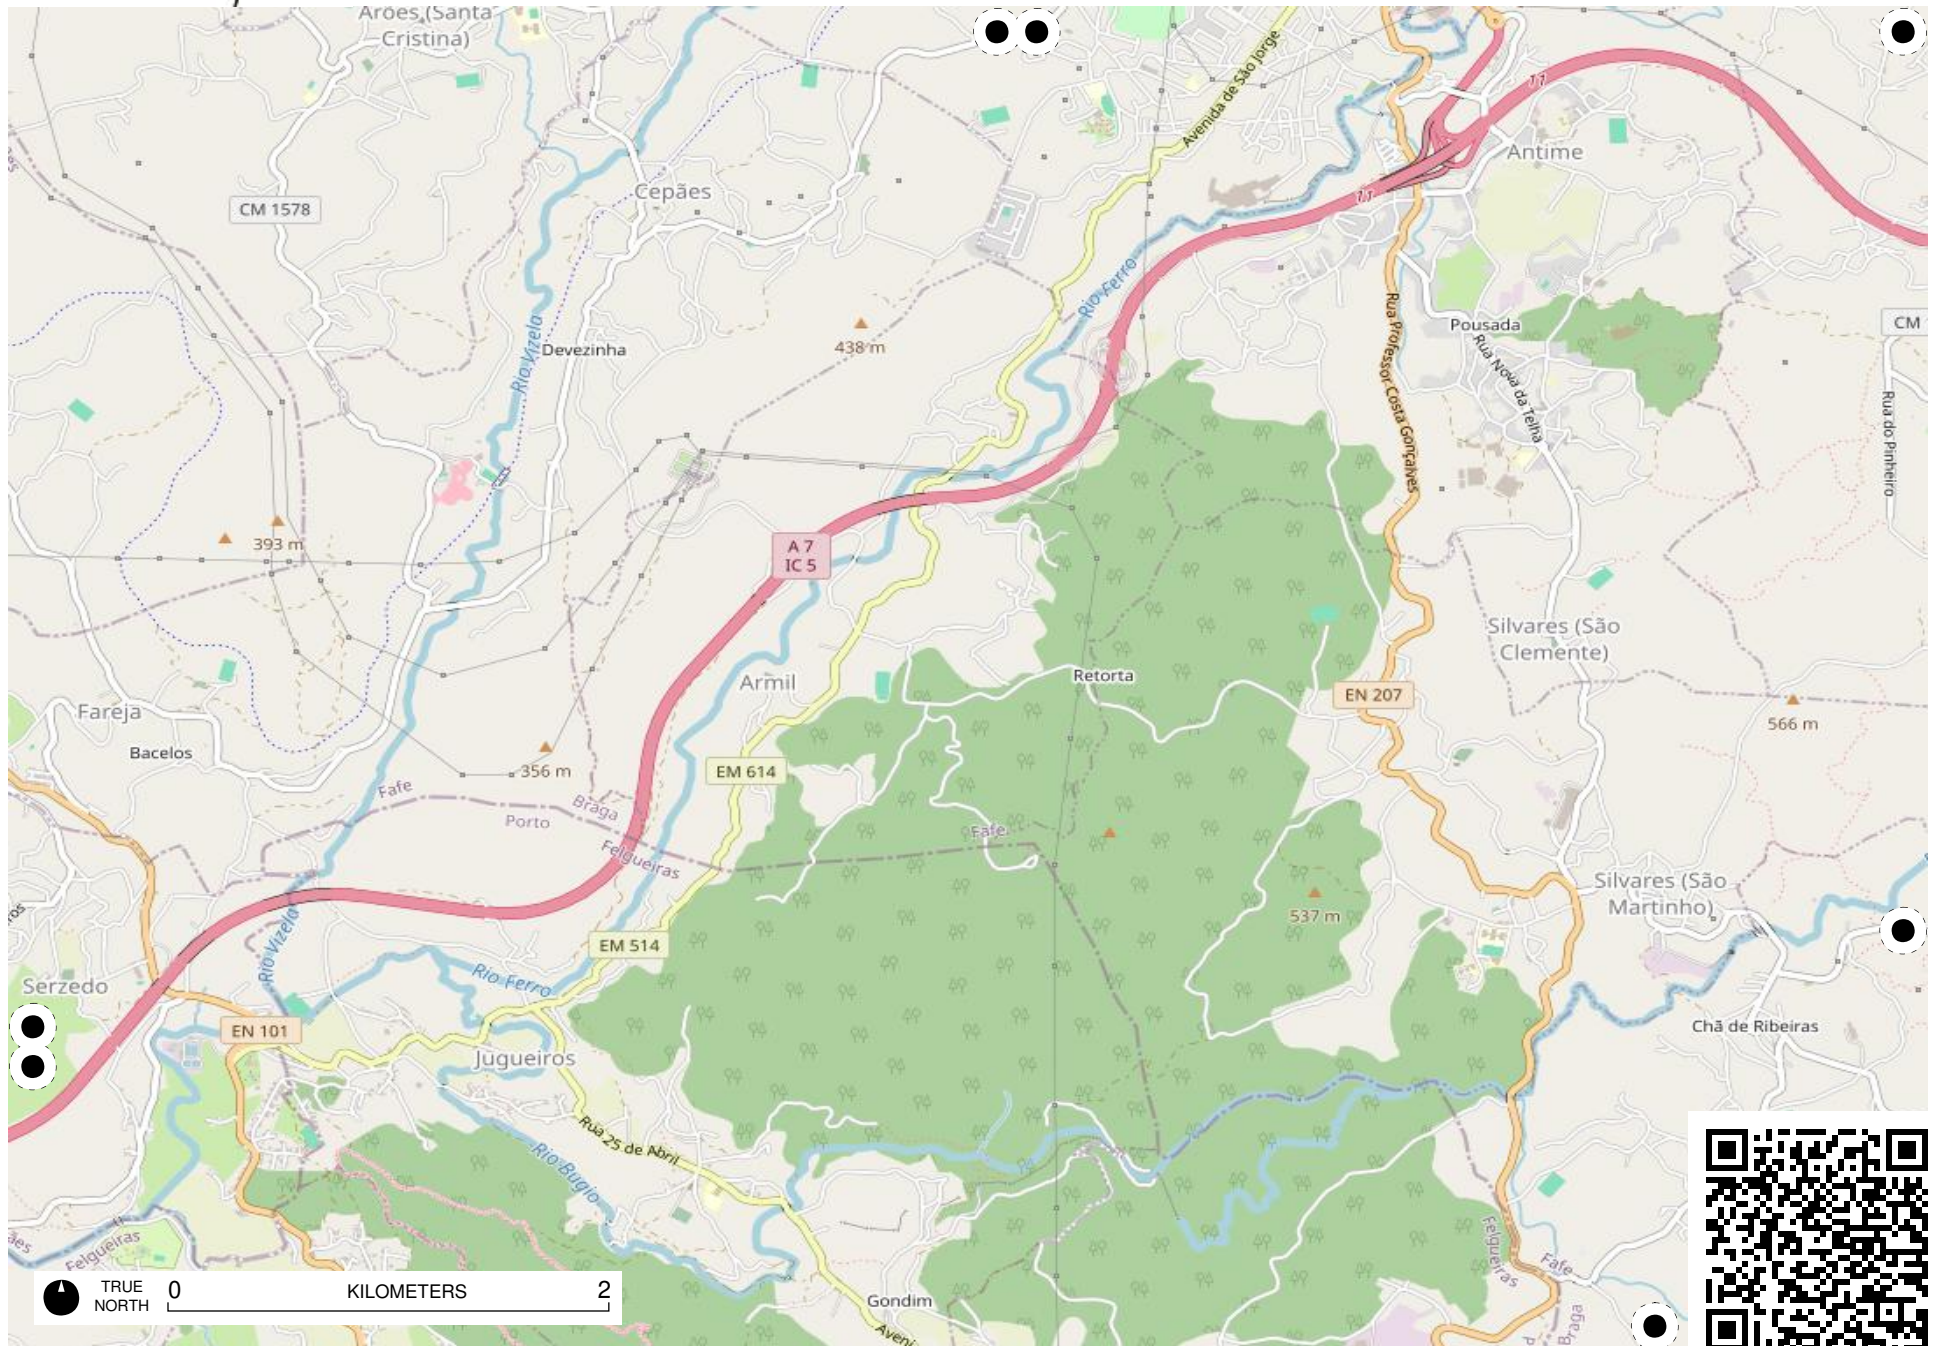 Arões (Santa
Cristina)
Avenida de São Jorge
11
Antime
Cepães
CM 1578
11
Rio Ferro
Rio Vizela
Devezinha
438 m
Rua Professor Costa Gonçalves
Pousada
Rua Nova da Telha
CM
Rua do Pinheiro
393 m
A 7
IC 5
Silvares (São
Clemente)
Armil
Retorta
EN 207
566 m
Fareja
Bacelos
356 m
EM 614
Fafe
Braga
Porto
Felgueiras
Fafe
537 m
Silvares (São
Martinho)
Rio Vizela
EM 514
Rio Ferro
Serzedo
EN 101
Jugueiros
Chã de Ribeiras
Rua 25 de Abril
Rio Bugio
Felgueiras
Felgueiras
Fafe
Braga
TRUE
NORTH
0
KILOMETERS
2
Gondim
Aveni